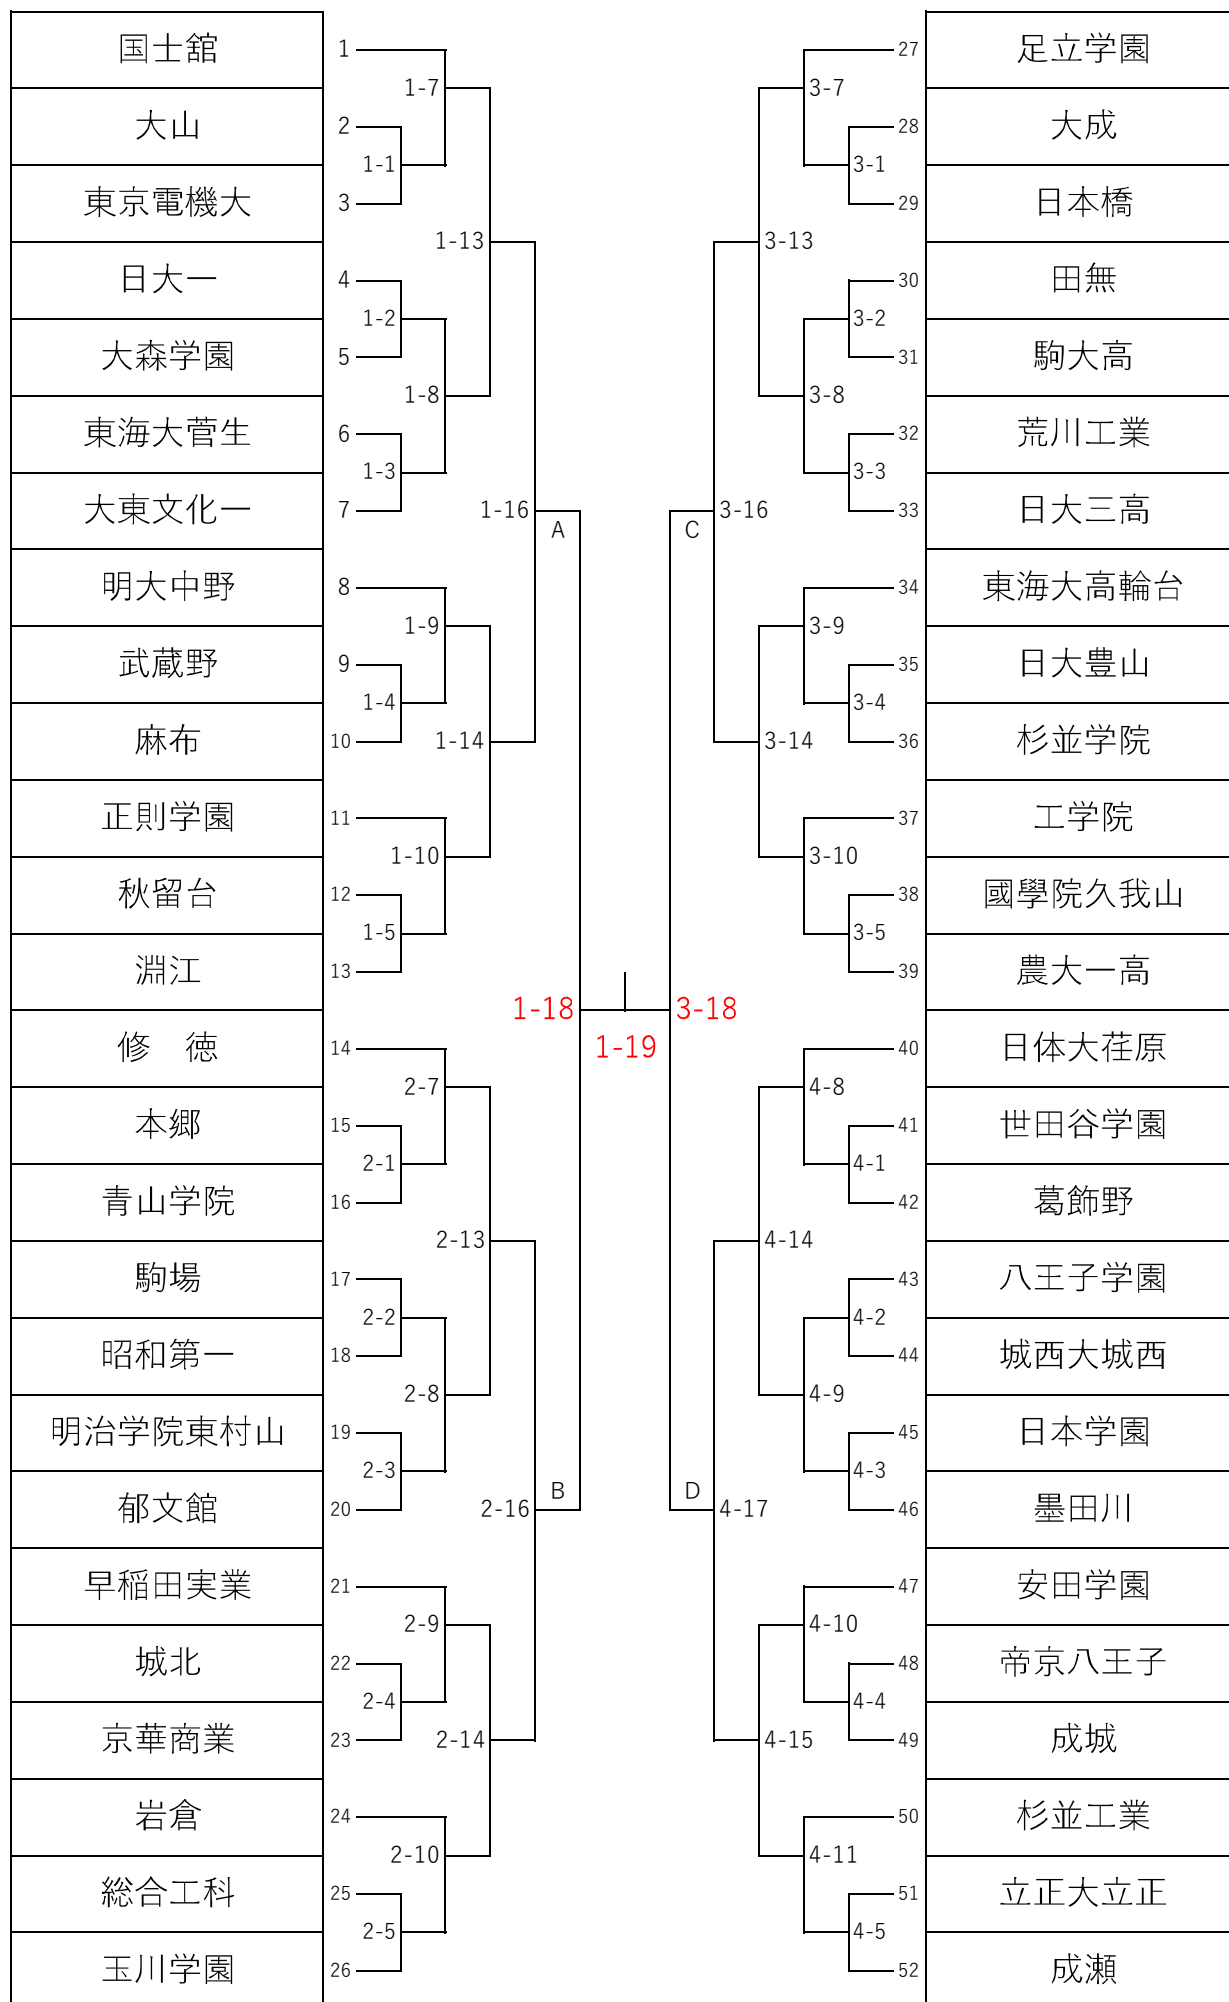 国士舘 1
1-7
大山 2
1-1
東京電機大 3
1-13
日大一 4
1-2
大森学園 5
1-8
東海大菅生 6
1-3
大東文化一 7
1-16
A
明大中野 8
1-9
武蔵野 9
1-4
麻布 10
1-14
正則学園 11
1-10
秋留台 12
1-5
淵江 13
1-18
1-19
修　徳 14
2-7
本郷 15
2-1
青山学院 16
2-13
駒場 17
2-2
昭和第一 18
2-8
明治学院東村山 19
2-3
郁文館 20
2-16
B
早稲田実業 21
2-9
城北 22
2-4
京華商業 23
2-14
岩倉 24
2-10
総合工科 25
2-5
玉川学園 26
27 足立学園
3-7
28 大成
3-1
29 日本橋
3-13
30 田無
3-2
31 駒大高
3-8
32 荒川工業
3-3
33 日大三高
C
3-16
34 東海大高輪台
3-9
35 日大豊山
3-4
36 杉並学院
3-14
37 工学院
3-10
38 國學院久我山
3-5
39 農大一高
3-18
40 日体大荏原
4-8
41 世田谷学園
4-1
42 葛飾野
4-14
43 八王子学園
4-2
44 城西大城西
4-9
45 日本学園
4-3
46 墨田川
D
4-17
47 安田学園
4-10
48 帝京八王子
4-4
49 成城
4-15
50 杉並工業
4-11
51 立正大立正
4-5
52 成瀬